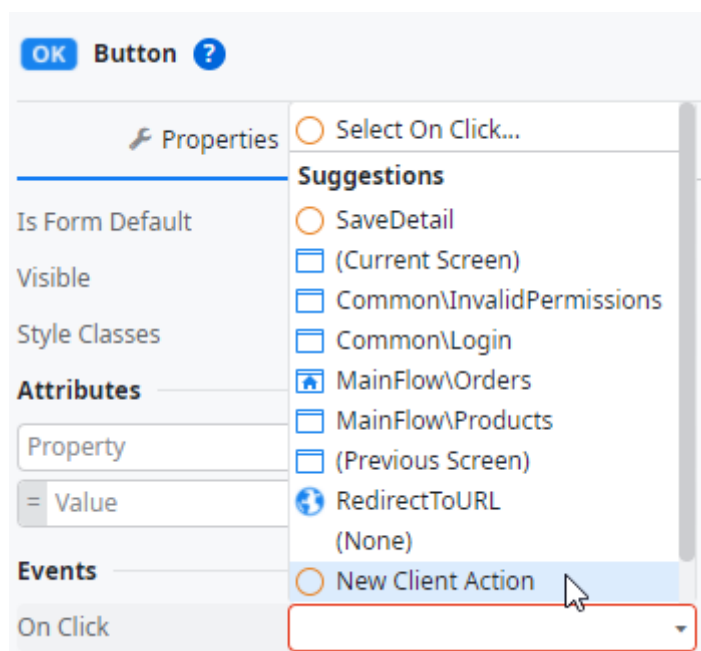 OK Button ?
Properties
Select On Click...
Suggestions
Is Form Default
SaveDetail
(Current Screen)
Visible
Common\InvalidPermissions
Style Classes
Common\Login
Attributes
MainFlow\Orders
MainFlow\Products
Property
(Previous Screen)
= Value
RedirectToURL
(None)
Events
New Client Action
On Click